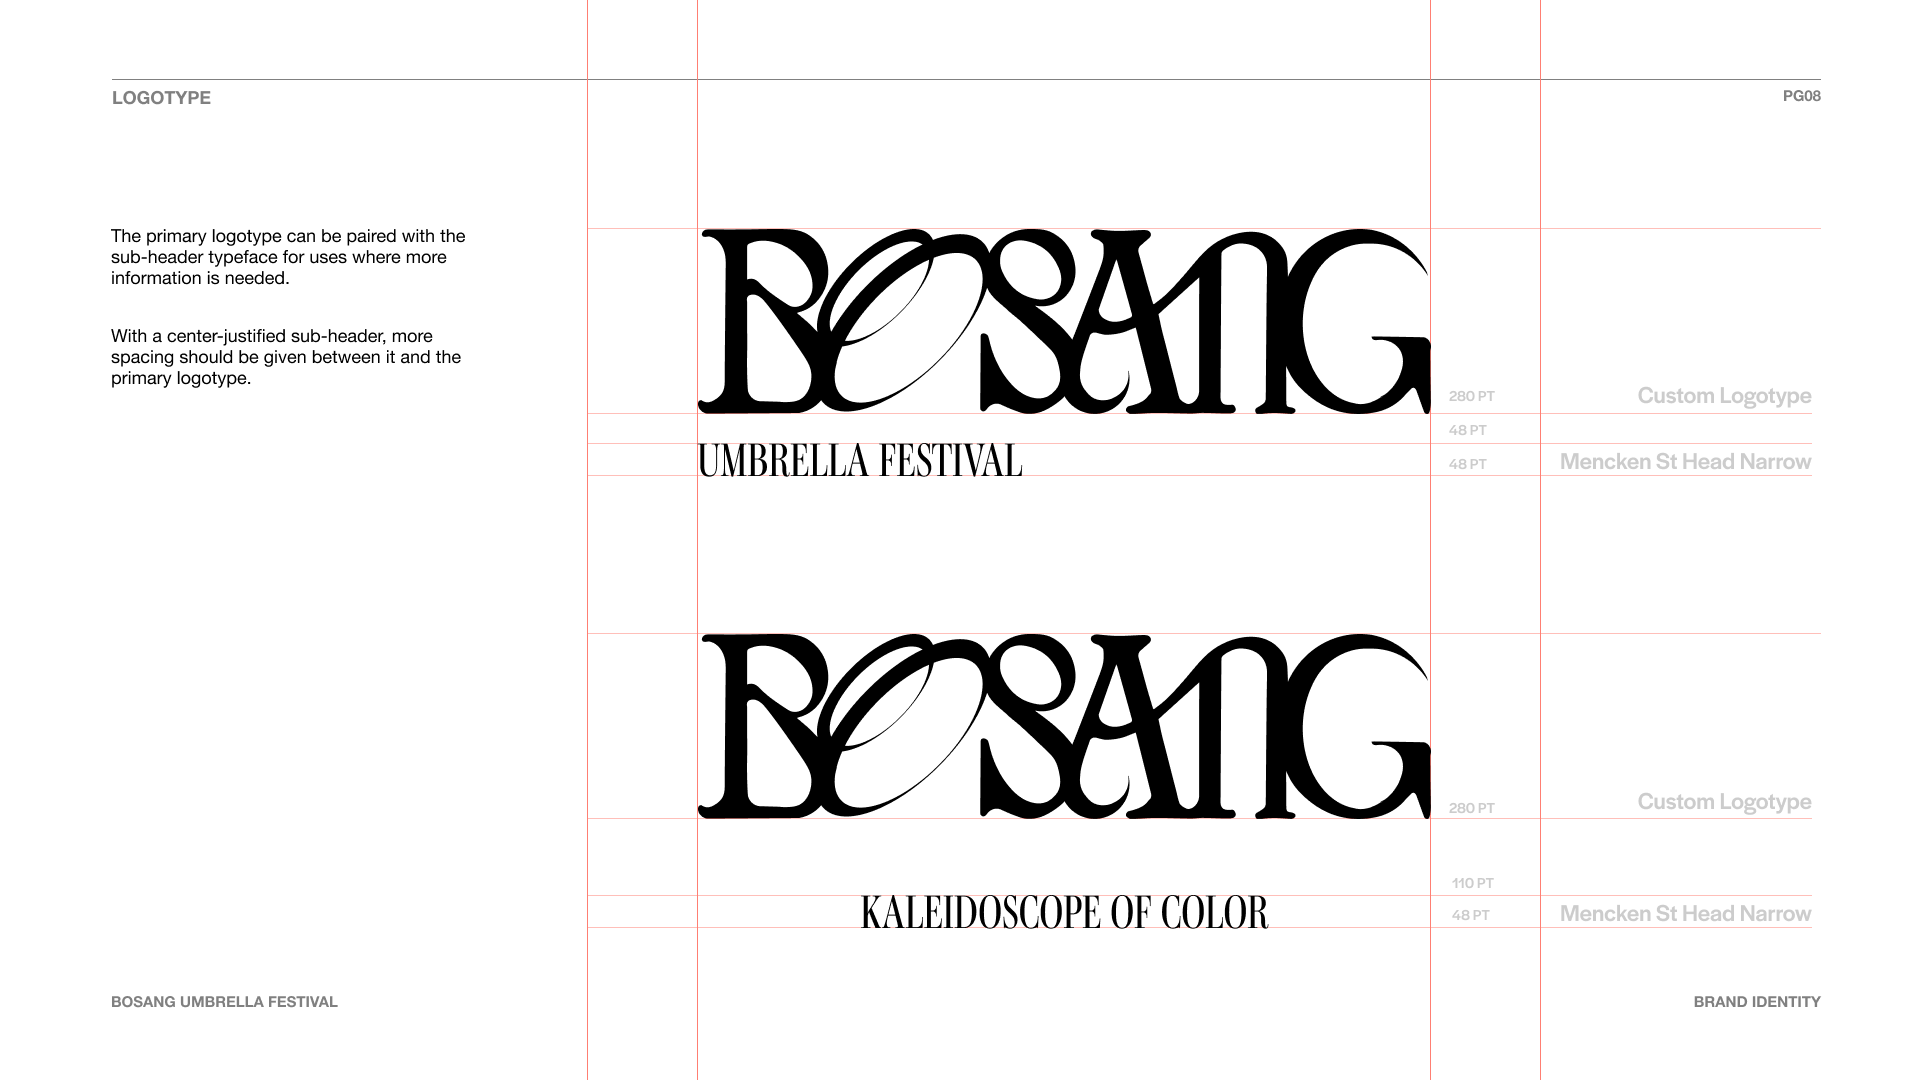 LOGOTYPE
PG08
The primary logotype can be paired with the
sub-header typeface for uses where more
information is needed.
With a center-justified sub-header, more
spacing should be given between it and the
primary logotype.
BOSANG
280 PT
Custom Logotype
48 PT
UMBRELLA FESTIVAL
48 PT
Mencken St Head Narrow
BOSANG
280 PT
Custom Logotype
110 PT
KALEIDOSCOPE OF COLOR
48 PT
Mencken St Head Narrow
BOSANG UMBRELLA FESTIVAL
BRAND IDENTITY